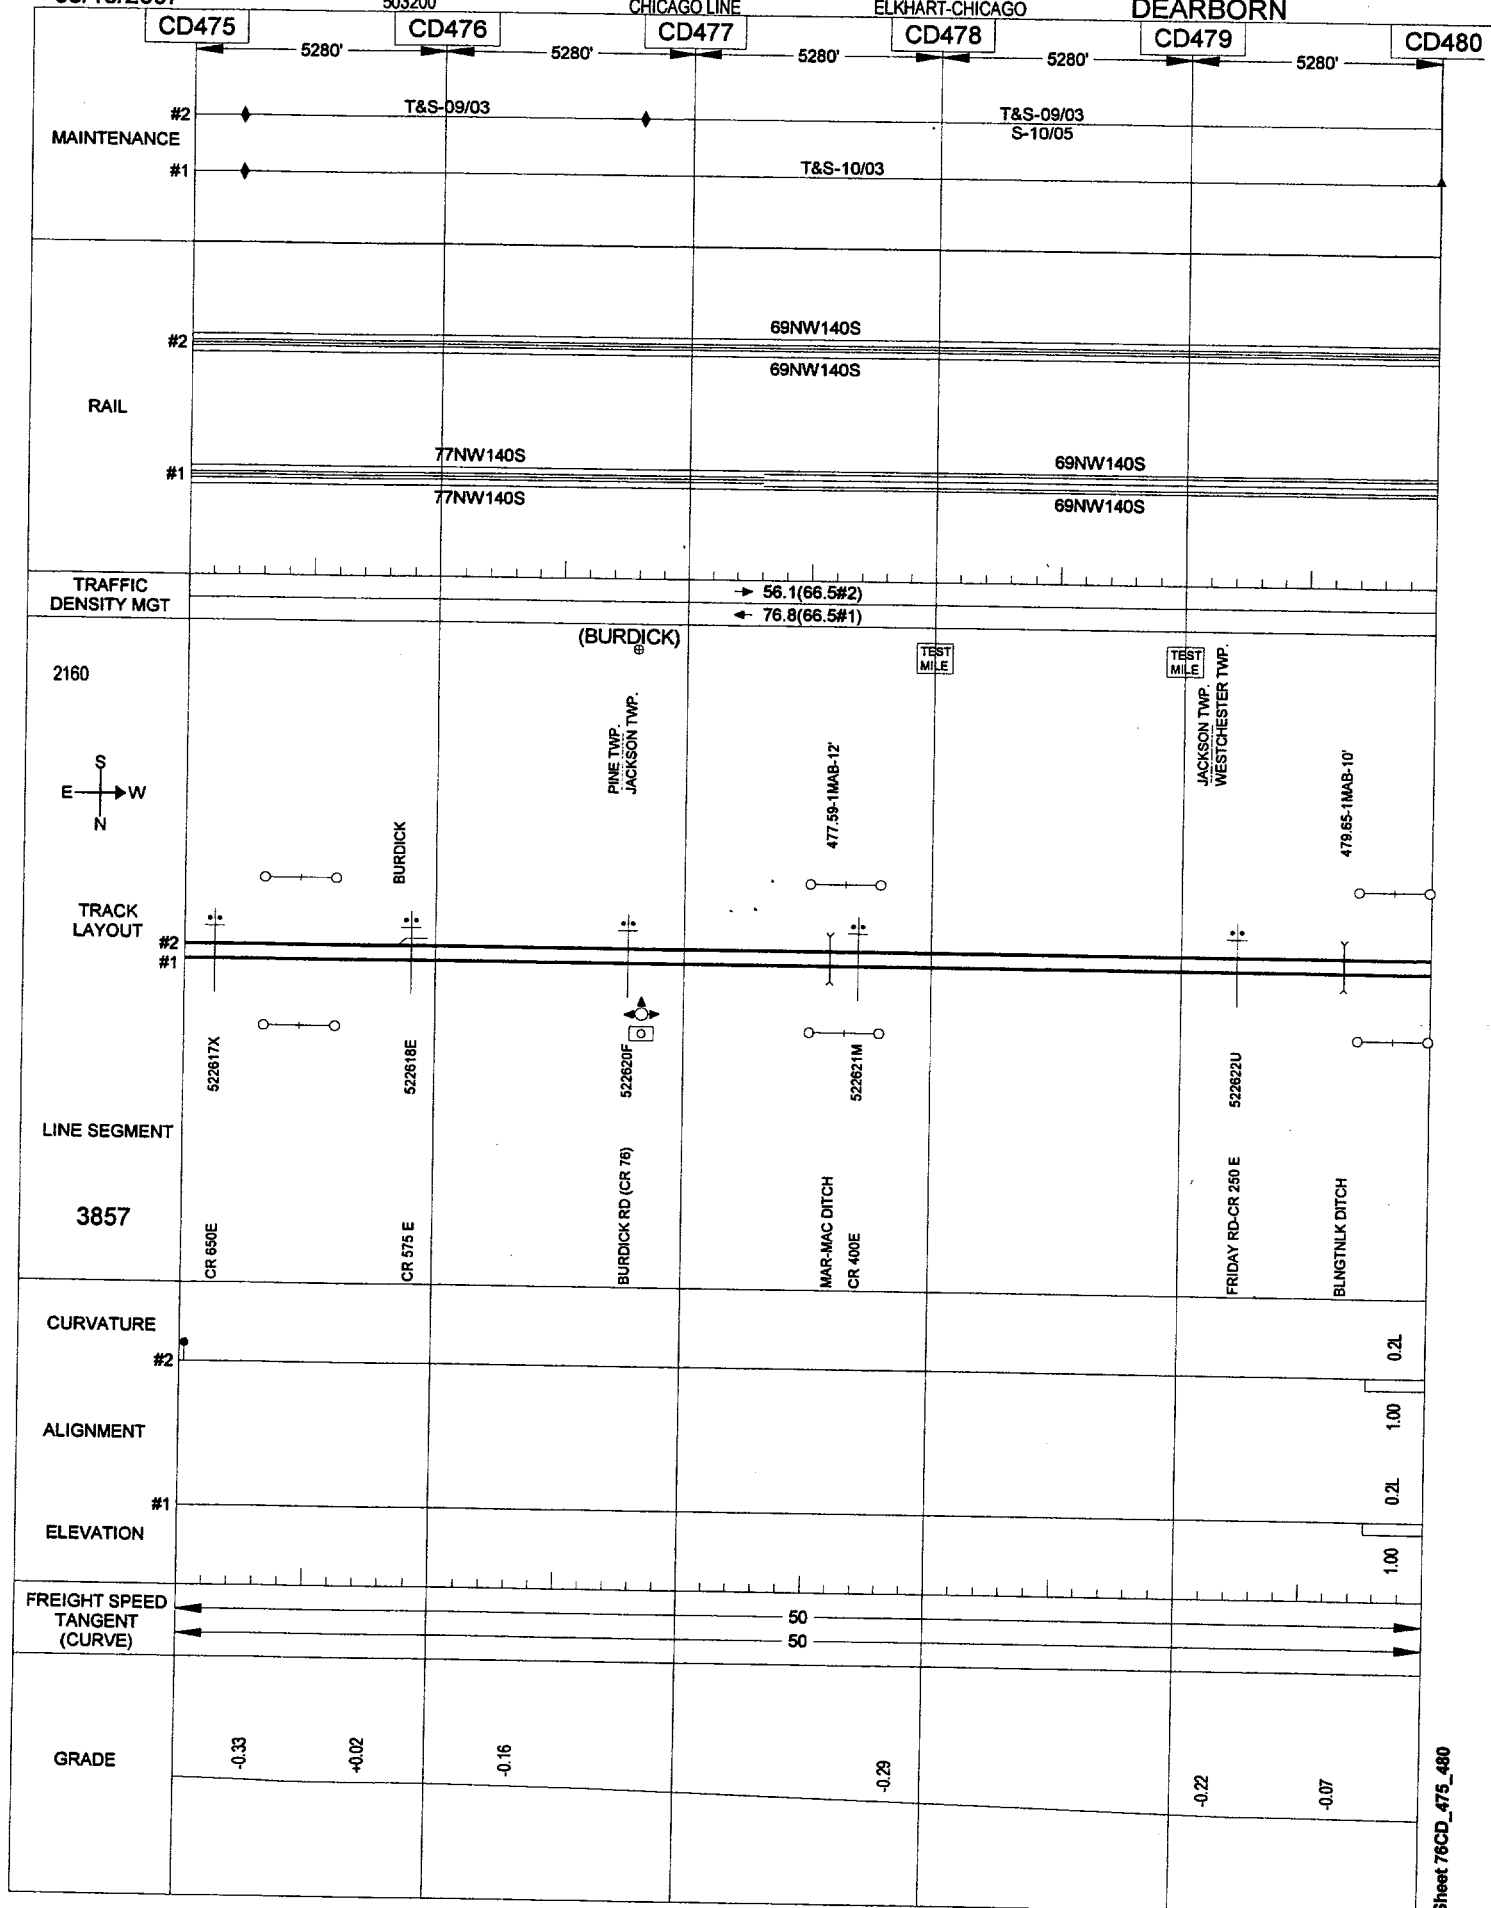 503200
CHICAGO LINE
ELKHART-CHICAGO
DEARBORN
CD475
CD476
CD477
CD478
CD479
CD480
5280'
5280'
5280'
5280'
5280'
MAINTENANCE
#2
T&S-09/03
T&S-09/03
S-10/05
#1
T&S-10/03
RAIL
#2
69NW140S
69NW140S
#1
77NW140S
77NW140S
69NW140S
69NW140S
TRAFFIC
DENSITY MGT
56.1(66.5#2)
76.8(66.5#1)
2160
(BURDICK)
TEST
MILE
TEST
MILE
PINE TWP.
JACKSON TWP.
JACKSON TWP.
WESTCHESTER TWP.
S
E
W
N
BURDICK
477.59-1MAB-12'
479.65-1MAB-10'
TRACK
LAYOUT
#2
#1
522617X
522618E
522620F
522621M
522622U
LINE SEGMENT
3857
CR 650E
CR 575 E
BURDICK RD (CR 76)
MAR-MAC DITCH
CR 400E
FRIDAY RD-CR 250 E
BLNGTNLK DITCH
CURVATURE
#2
0.2L
1.00
ALIGNMENT
#1
0.2L
1.00
ELEVATION
FREIGHT SPEED
TANGENT
(CURVE)
50
50
GRADE
-0.33
+0.02
-0.16
-0.29
-0.22
-0.07
Sheet 76CD_475_480